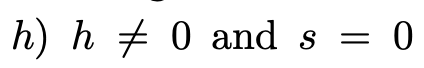 h) h ≠ 0 and s = 0